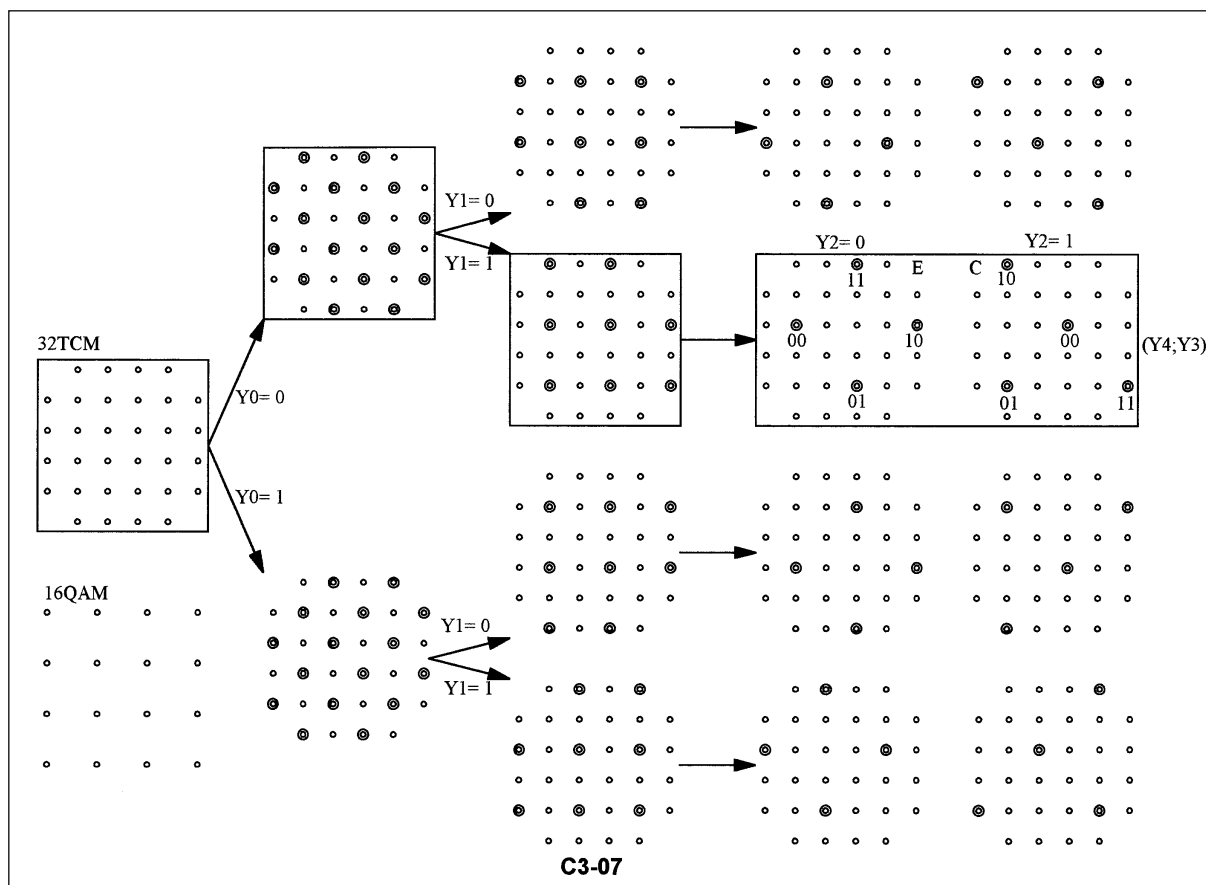 Y1= 0
Y1= 1
Y2= 0
Y2= 1
11
E
C
10
00
10
00
(Y4;Y3)
01
01
11
32TCM
Y0= 0
Y0= 1
16QAM
Y1= 0
Y1= 1
C3-07